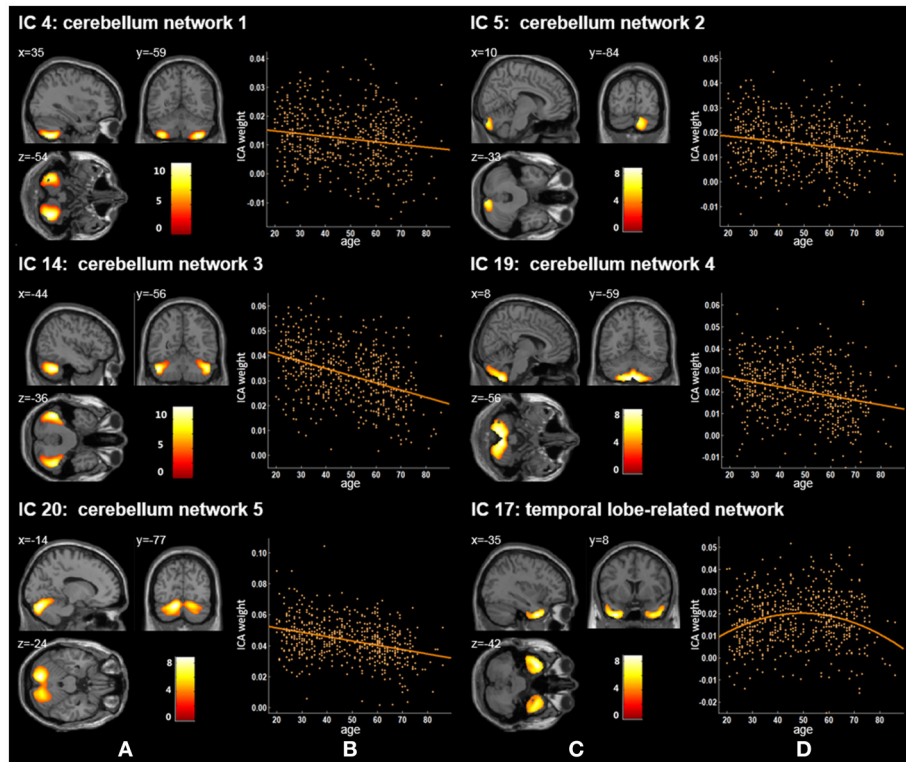 IC 4: cerebellum network 1
x=35
y=-59
z=-54
10
5
0
ICA weight
0.04
0.03
0.02
0.01
0.00
-0.01
20 30 40 50 60 70 80
age
IC 5: cerebellum network 2
x=10
y=-84
z=-33
8
4
0
ICA weight
0.05
0.04
0.03
0.02
0.01
0.00
-0.01
20 30 40 50 60 70 80
age
IC 14: cerebellum network 3
x=-44
y=-56
z=-36
10
5
0
ICA weight
0.06
0.05
0.04
0.03
0.02
0.01
0.00
20 30 40 50 60 70 80
age
IC 19: cerebellum network 4
x=8
y=-59
z=-56
8
4
0
ICA weight
0.06
0.05
0.04
0.03
0.02
0.01
0.00
-0.01
20 30 40 50 60 70 80
age
IC 20: cerebellum network 5
x=-14
y=-77
z=-24
8
4
0
ICA weight
0.10
0.08
0.06
0.04
0.02
0.00
20 30 40 50 60 70 80
age
IC 17: temporal lobe-related network
x=-35
y=8
z=-42
8
4
0
ICA weight
0.05
0.04
0.03
0.02
0.01
0.00
-0.01
-0.02
20 30 40 50 60 70 80
age
A B C D